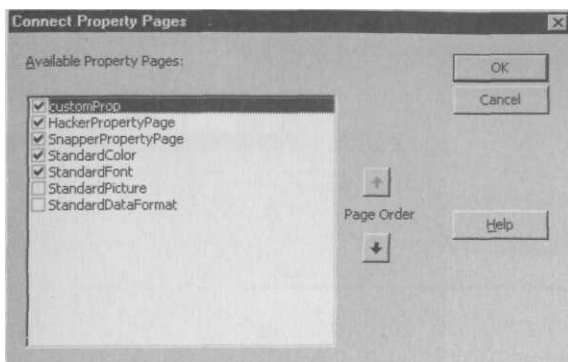 Connect Property Pages
Available Property Pages:
customProp
HackerPropertyPage
SnapperPropertyPage
StandardColor
StandardFont
StandardPicture
StandardDataFormat
OK
Cancel
Page Order
Help